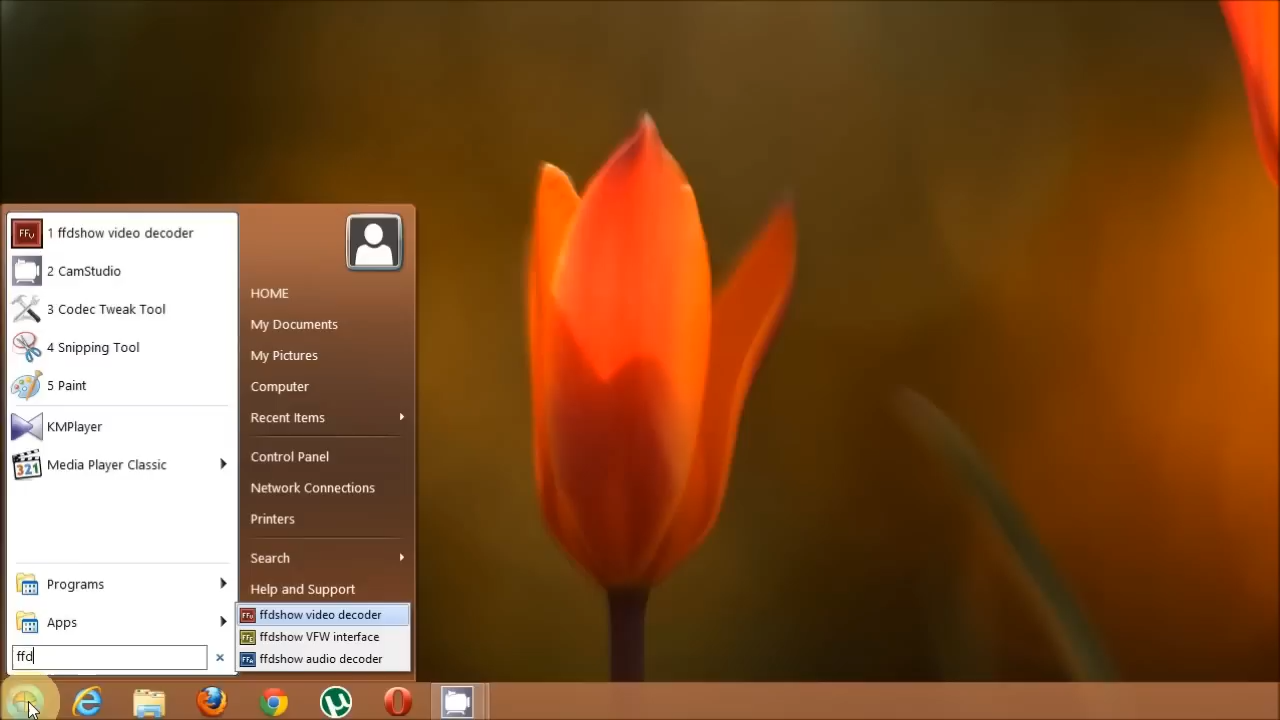 1 ffdshow video decoder
2 CamStudio
3 Codec Tweak Tool
4 Snipping Tool
5 Paint
KMPlayer
321
Media Player Classic
Programs
Apps
ffd
HOME
My Documents
My Pictures
Computer
Recent Items
Control Panel
Network Connections
Printers
Search
Help and Support
ffdshow video decoder
ffdshow VFW interface
ffdshow audio decoder